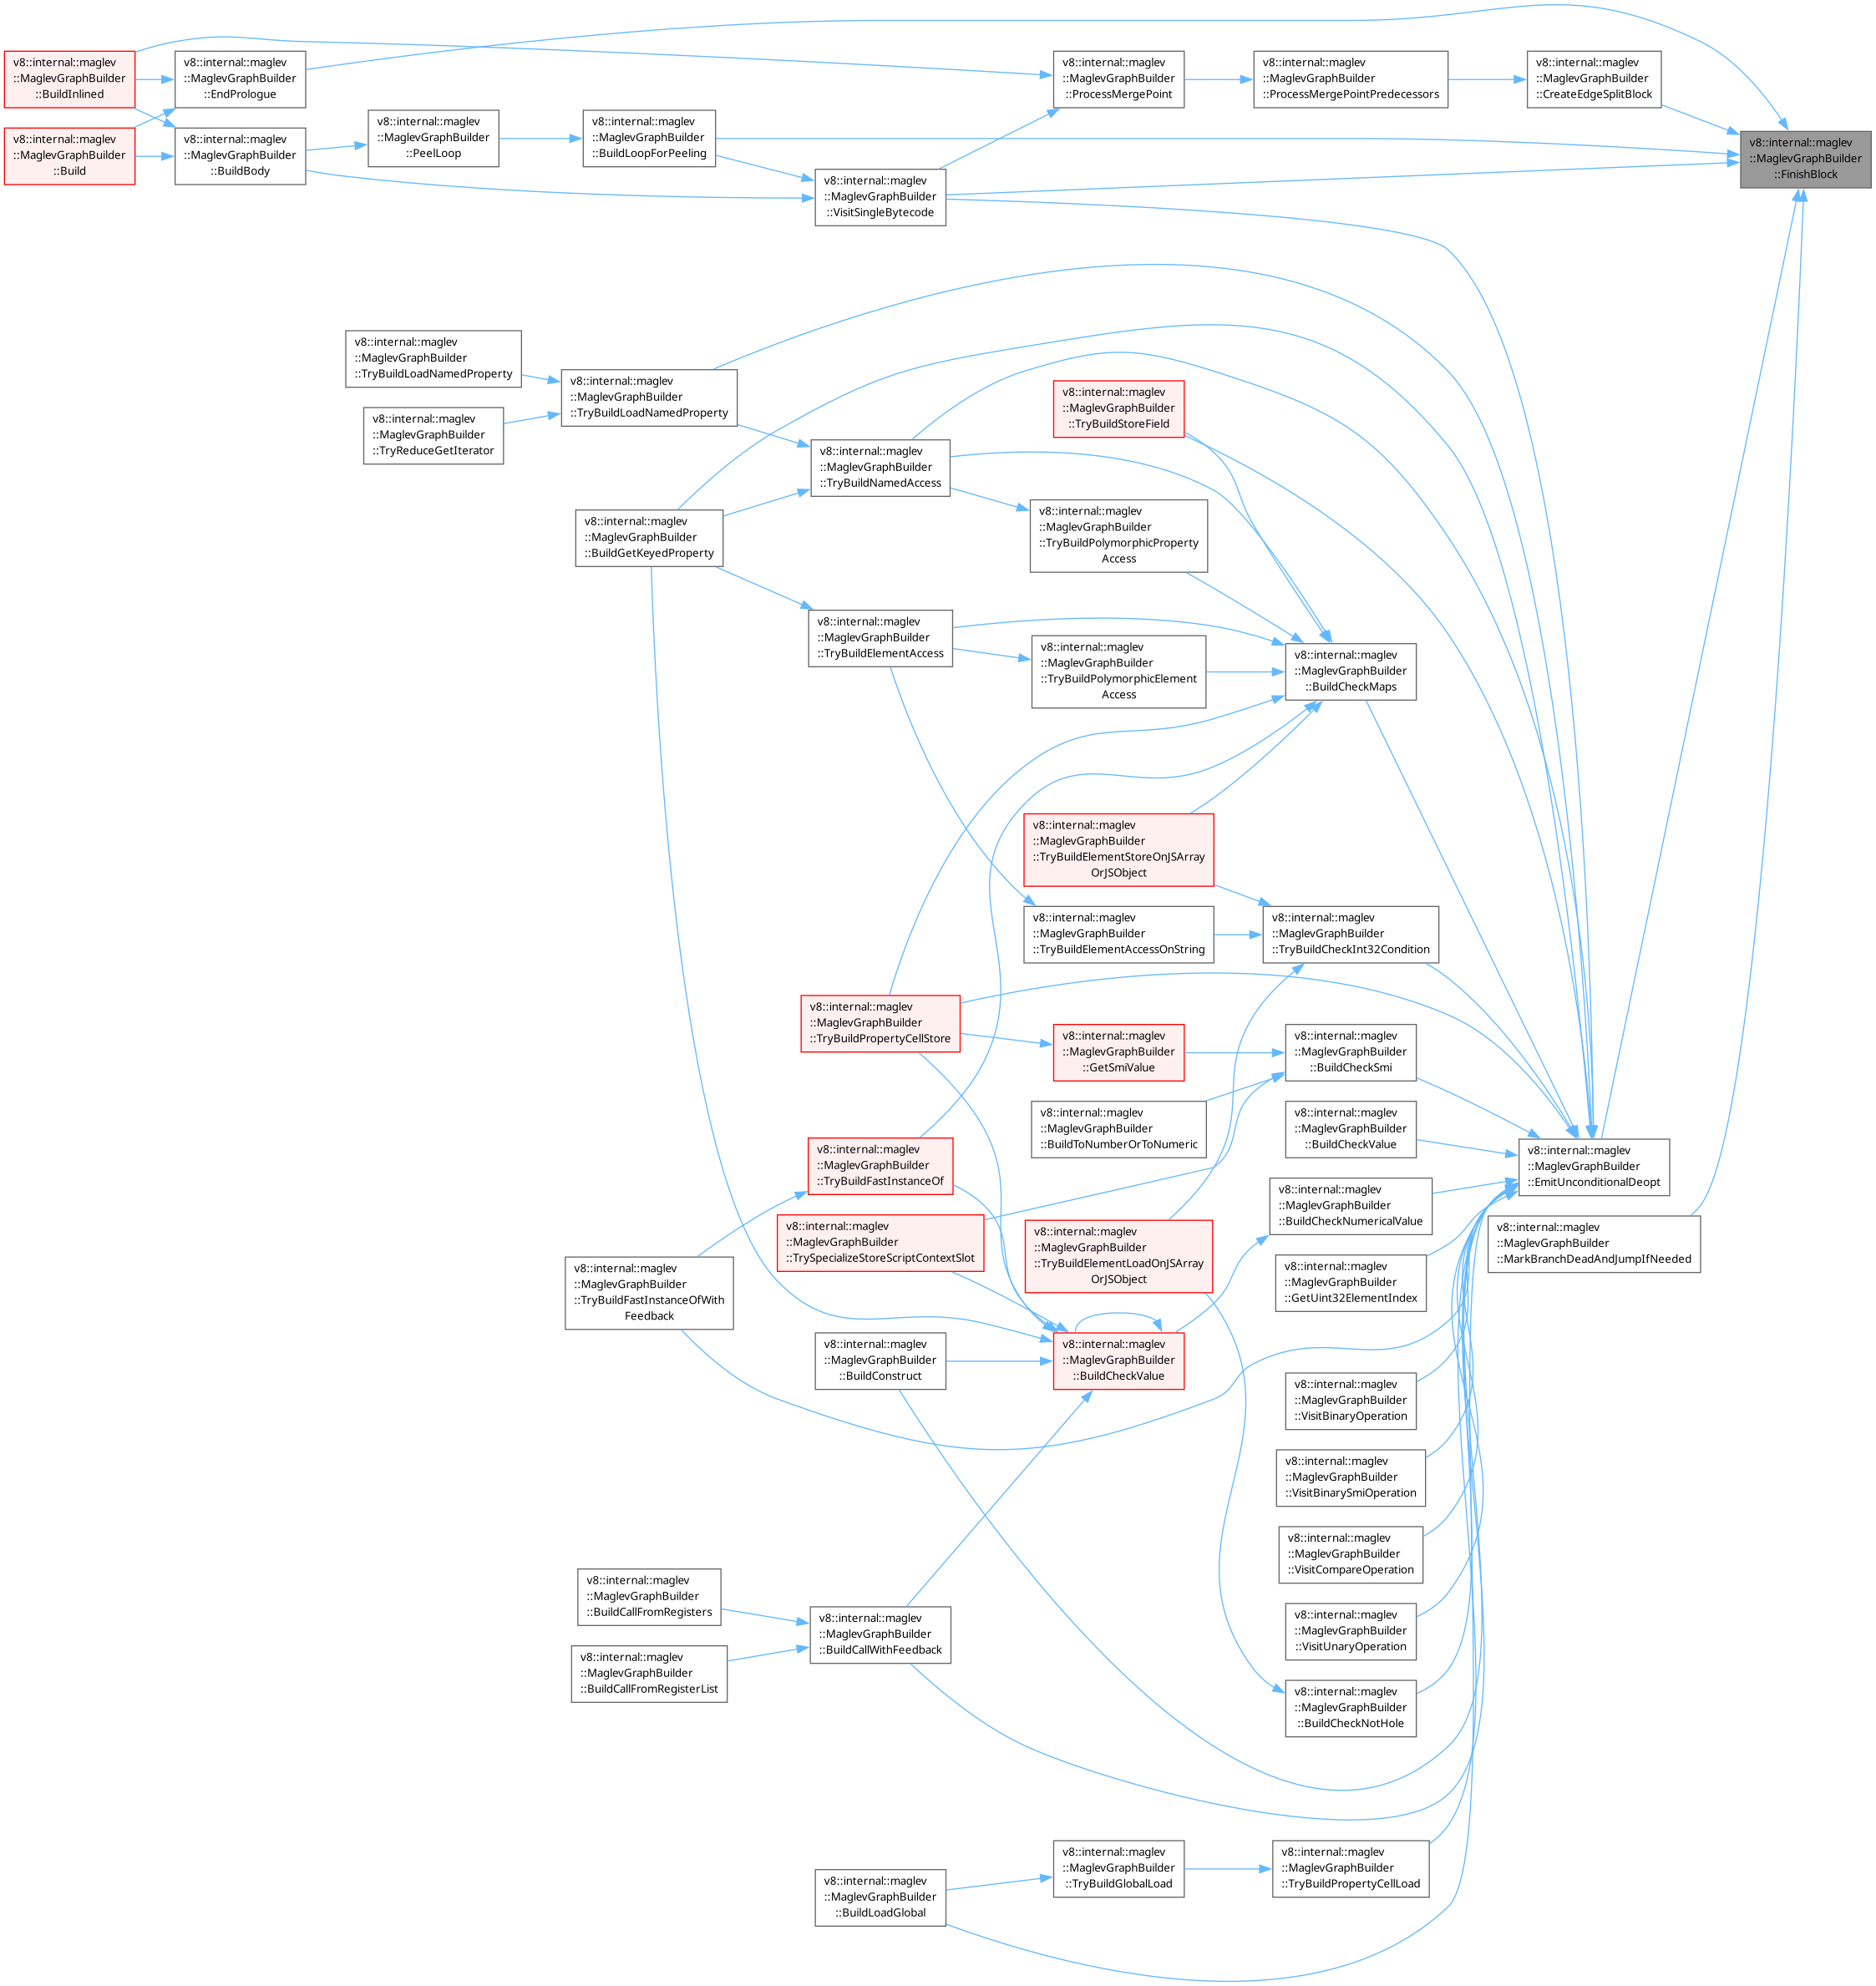 v8::internal::maglev
::MaglevGraphBuilder
::BuildInlined
v8::internal::maglev
::MaglevGraphBuilder
::EndPrologue
v8::internal::maglev
::MaglevGraphBuilder
::ProcessMergePoint
v8::internal::maglev
::MaglevGraphBuilder
::ProcessMergePointPredecessors
v8::internal::maglev
::MaglevGraphBuilder
::CreateEdgeSplitBlock
v8::internal::maglev
::MaglevGraphBuilder
::Build
v8::internal::maglev
::MaglevGraphBuilder
::BuildBody
v8::internal::maglev
::MaglevGraphBuilder
::PeelLoop
v8::internal::maglev
::MaglevGraphBuilder
::BuildLoopForPeeling
v8::internal::maglev
::MaglevGraphBuilder
::FinishBlock
v8::internal::maglev
::MaglevGraphBuilder
::VisitSingleBytecode
v8::internal::maglev
::MaglevGraphBuilder
::TryBuildLoadNamedProperty
v8::internal::maglev
::MaglevGraphBuilder
::TryBuildLoadNamedProperty
v8::internal::maglev
::MaglevGraphBuilder
::TryBuildStoreField
v8::internal::maglev
::MaglevGraphBuilder
::TryReduceGetIterator
v8::internal::maglev
::MaglevGraphBuilder
::TryBuildNamedAccess
v8::internal::maglev
::MaglevGraphBuilder
::BuildGetKeyedProperty
v8::internal::maglev
::MaglevGraphBuilder
::TryBuildPolymorphicProperty
Access
v8::internal::maglev
::MaglevGraphBuilder
::TryBuildElementAccess
v8::internal::maglev
::MaglevGraphBuilder
::TryBuildPolymorphicElement
Access
v8::internal::maglev
::MaglevGraphBuilder
::BuildCheckMaps
v8::internal::maglev
::MaglevGraphBuilder
::TryBuildElementStoreOnJSArray
OrJSObject
v8::internal::maglev
::MaglevGraphBuilder
::TryBuildElementAccessOnString
v8::internal::maglev
::MaglevGraphBuilder
::TryBuildCheckInt32Condition
v8::internal::maglev
::MaglevGraphBuilder
::TryBuildPropertyCellStore
v8::internal::maglev
::MaglevGraphBuilder
::GetSmiValue
v8::internal::maglev
::MaglevGraphBuilder
::BuildCheckSmi
v8::internal::maglev
::MaglevGraphBuilder
::BuildToNumberOrToNumeric
v8::internal::maglev
::MaglevGraphBuilder
::BuildCheckValue
v8::internal::maglev
::MaglevGraphBuilder
::TryBuildFastInstanceOf
v8::internal::maglev
::MaglevGraphBuilder
::EmitUnconditionalDeopt
v8::internal::maglev
::MaglevGraphBuilder
::BuildCheckNumericalValue
v8::internal::maglev
::MaglevGraphBuilder
::TrySpecializeStoreScriptContextSlot
v8::internal::maglev
::MaglevGraphBuilder
::TryBuildElementLoadOnJSArray
OrJSObject
v8::internal::maglev
::MaglevGraphBuilder
::MarkBranchDeadAndJumpIfNeeded
v8::internal::maglev
::MaglevGraphBuilder
::TryBuildFastInstanceOfWith
Feedback
v8::internal::maglev
::MaglevGraphBuilder
::GetUint32ElementIndex
v8::internal::maglev
::MaglevGraphBuilder
::BuildConstruct
v8::internal::maglev
::MaglevGraphBuilder
::BuildCheckValue
v8::internal::maglev
::MaglevGraphBuilder
::VisitBinaryOperation
v8::internal::maglev
::MaglevGraphBuilder
::VisitBinarySmiOperation
v8::internal::maglev
::MaglevGraphBuilder
::VisitCompareOperation
v8::internal::maglev
::MaglevGraphBuilder
::BuildCallFromRegisters
v8::internal::maglev
::MaglevGraphBuilder
::BuildCallWithFeedback
v8::internal::maglev
::MaglevGraphBuilder
::VisitUnaryOperation
v8::internal::maglev
::MaglevGraphBuilder
::BuildCallFromRegisterList
v8::internal::maglev
::MaglevGraphBuilder
::BuildCheckNotHole
v8::internal::maglev
::MaglevGraphBuilder
::TryBuildGlobalLoad
v8::internal::maglev
::MaglevGraphBuilder
::TryBuildPropertyCellLoad
v8::internal::maglev
::MaglevGraphBuilder
::BuildLoadGlobal